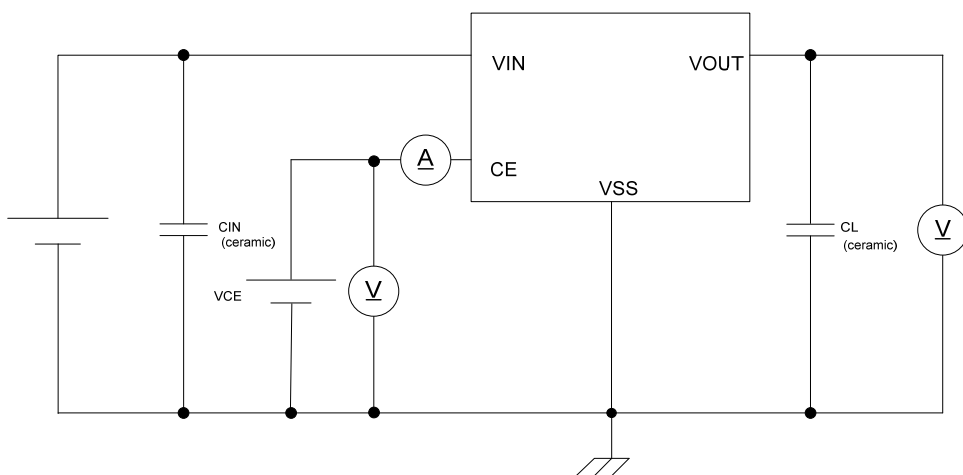 VIN
VOUT
A
CE
VSS
CIN
(ceramic)
CL
(ceramic)
V
VCE
V